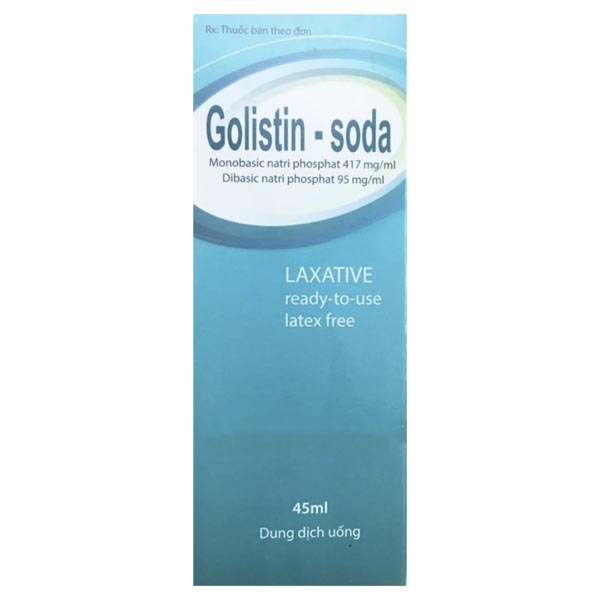 Rx: Thuốc bán theo đơn
Golistin - soda
Monobasic natri phosphat 417 mg/ml
Dibasic natri phosphat 95 mg/ml
LAXATIVE
ready-to-use
latex free
45ml
Dung dịch uống